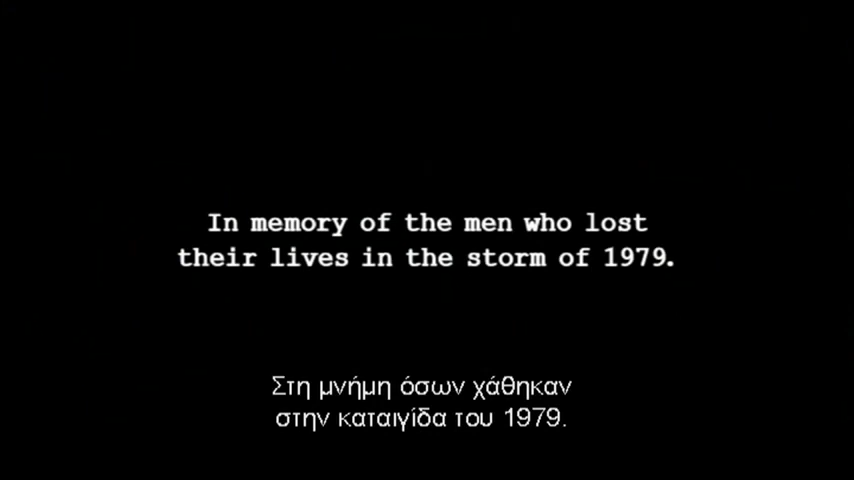 In memory of the men who lost
their lives in the storm of 1979.
Στη μνήμη όσων χάθηκαν
στην καταιγίδα του 1979.